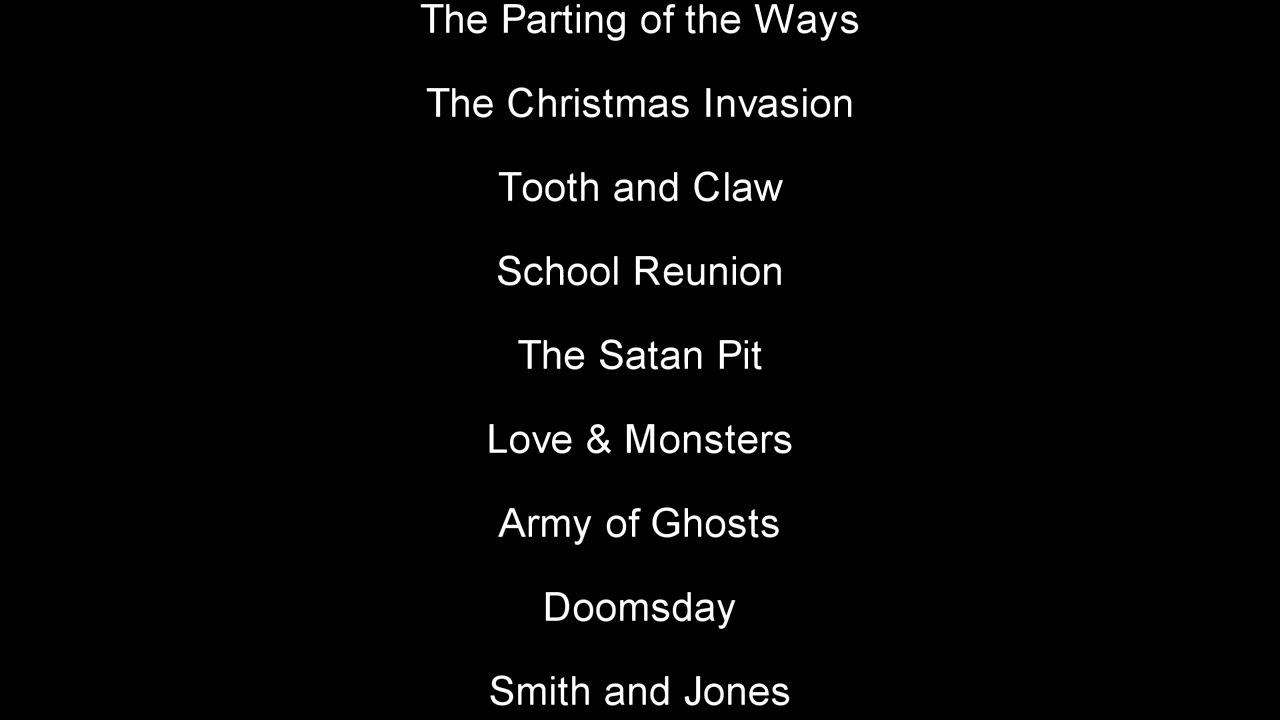 The Parting of the Ways
The Christmas Invasion
Tooth and Claw
School Reunion
The Satan Pit
Love & Monsters
Army of Ghosts
Doomsday
Smith and Jones